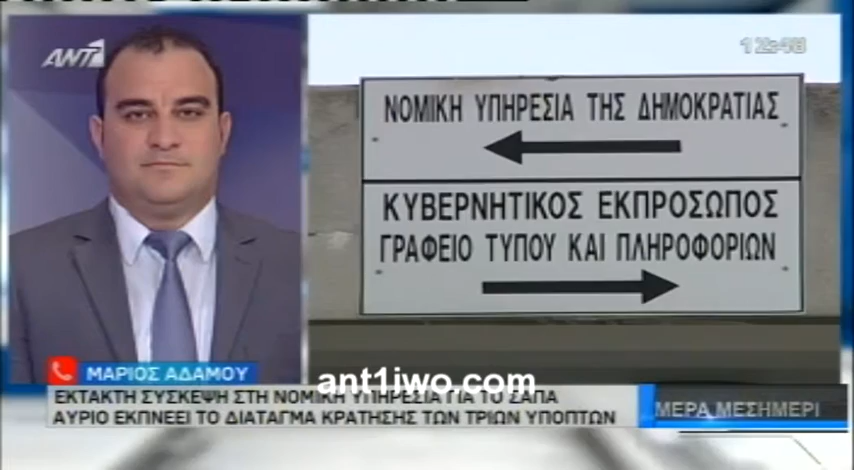 ANT1
12:48
ΝΟΜΙΚΗ ΥΠΗΡΕΣΙΑ ΤΗΣ ΔΗΜΟΚΡΑΤΙΑΣ
ΚΥΒΕΡΝΗΤΙΚΟΣ ΕΚΠΡΟΣΩΠΟΣ
ΓΡΑΦΕΙΟ ΤΥΠΟΥ ΚΑΙ ΠΛΗΡΟΦΟΡΙΩΝ
ΜΑΡΙΟΣ ΑΔΑΜΟΥ
ant1iwo.com
ΕΚΤΑΚΤΗ ΣΥΣΚΕΨΗ ΣΤΗ ΝΟΜΙΚΗ ΥΠΗΡΕΣΙΑ ΓΙΑ ΤΟ ΣΑΠΑ
ΑΥΡΙΟ ΕΚΠΝΕΕΙ ΤΟ ΔΙΑΤΑΓΜΑ ΚΡΑΤΗΣΗΣ ΤΩΝ ΤΡΙΩΝ ΥΠΟΠΤΩΝ
ΜΕΡΑ ΜΕΣΗΜΕΡΙ